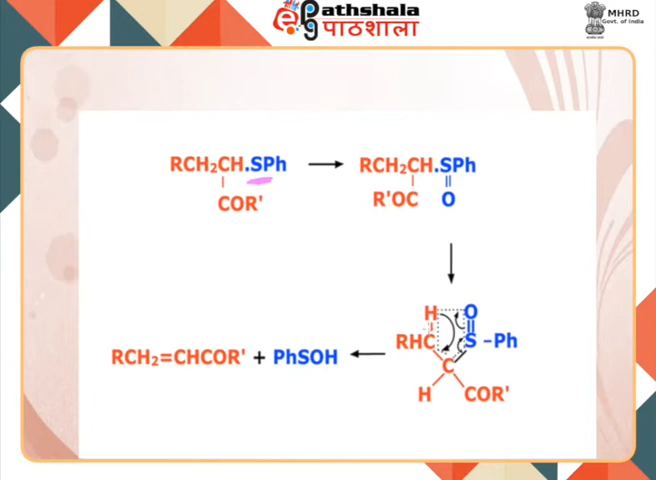 ePathshala
पाठशाला
MHRD
Govt. of India
RCH₂CH.SPh
COR'
RCH₂CH.SPh
R'OC O
H O
RHC S -Ph
C
H COR'
RCH₂=CHCOR' + PhSOH